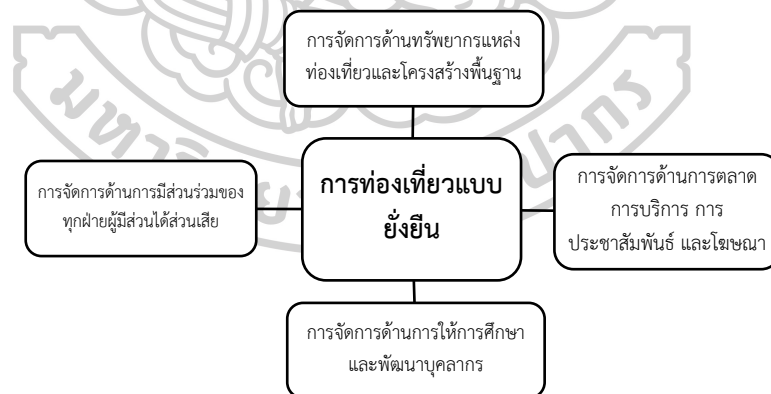 การจัดการด้านทรัพยากรแหล่ง
ท่องเที่ยวและโครงสร้างพื้นฐาน
การจัดการด้านการมีส่วนร่วมของ
ทุกฝ่ายผู้มีส่วนได้ส่วนเสีย
การท่องเที่ยวแบบ
ยั่งยืน
การจัดการด้านการตลาด
การบริการ การ
ประชาสัมพันธ์ และโฆษณา
การจัดการด้านการให้การศึกษา
และพัฒนาบุคลากร